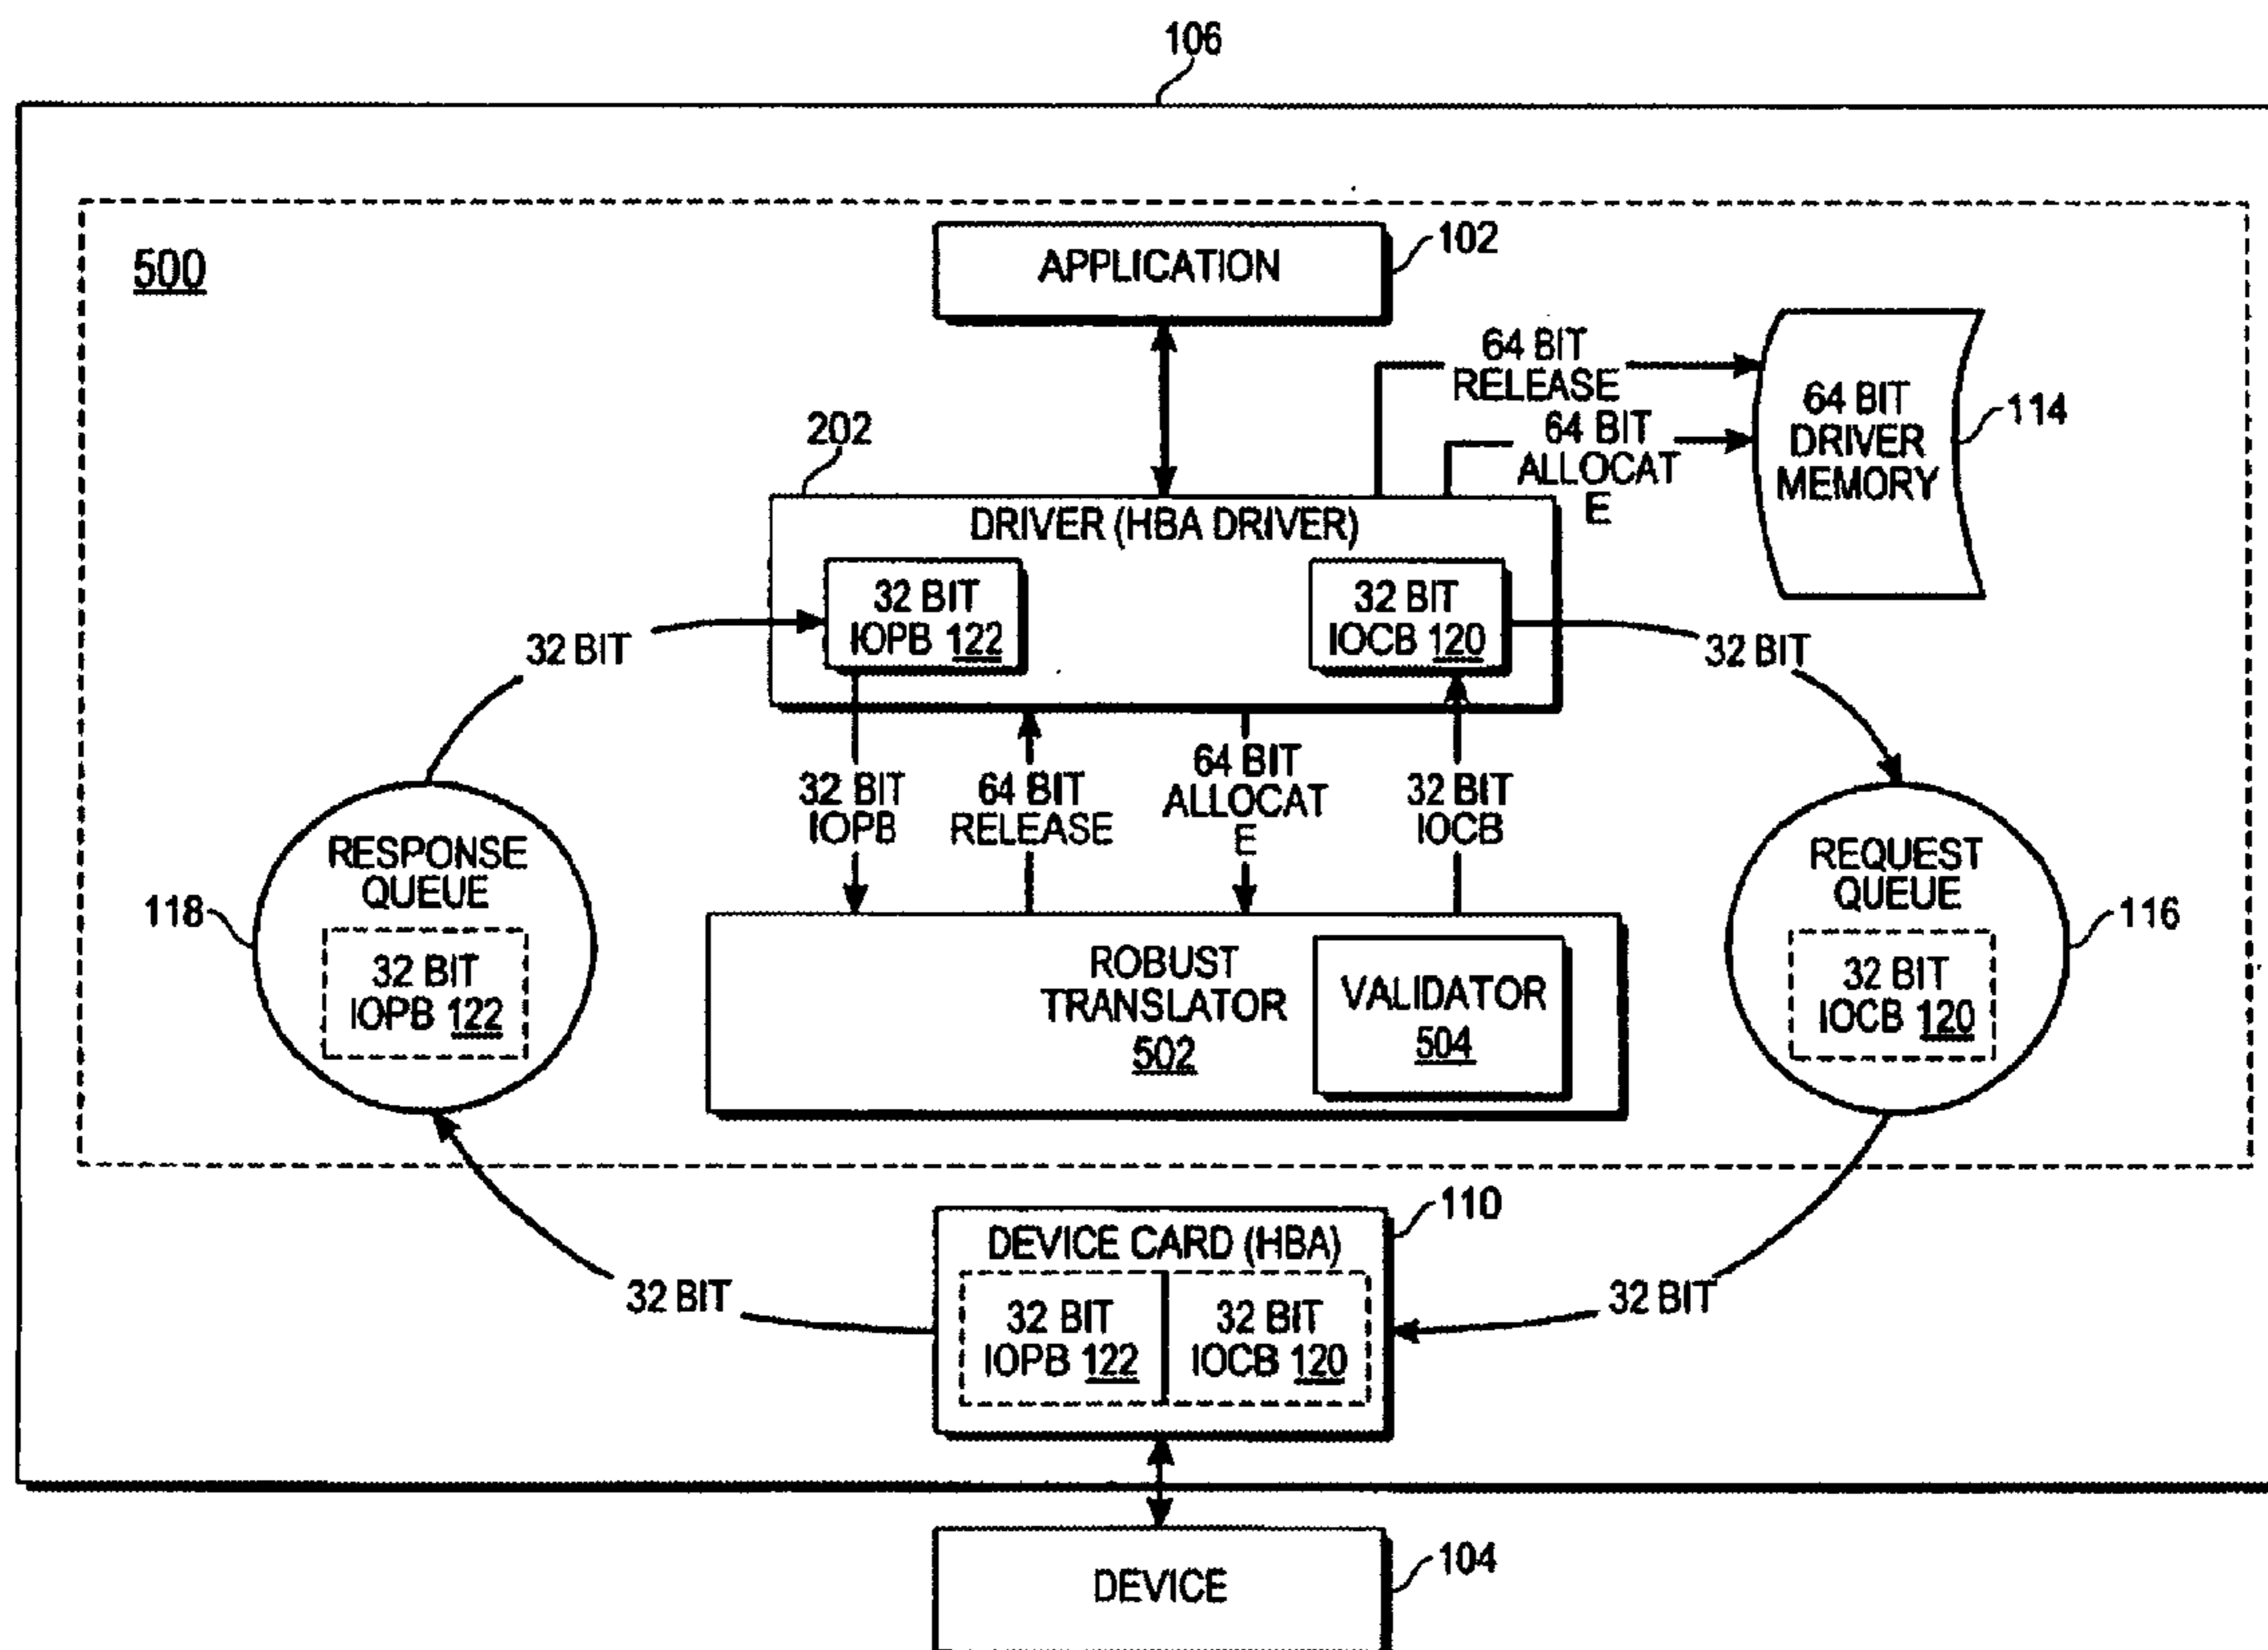 106
500
APPLICATION
102
64 BIT
RELEASE
64 BIT
ALLOCAT
E
64 BIT
DRIVER
MEMORY
114
202
DRIVER (HBA DRIVER)
32 BIT
IOPB 122
32 BIT
IOCB 120
32 BIT
32 BIT
32 BIT
IOPB
64 BIT
RELEASE
64 BIT
ALLOCAT
E
32 BIT
IOCB
RESPONSE
QUEUE
32 BIT
IOPB 122
118
ROBUST
TRANSLATOR
502
VALIDATOR
504
REQUEST
QUEUE
32 BIT
IOCB 120
116
32 BIT
DEVICE CARD (HBA)
110
32 BIT
IOPB 122
32 BIT
IOCB 120
32 BIT
DEVICE
104